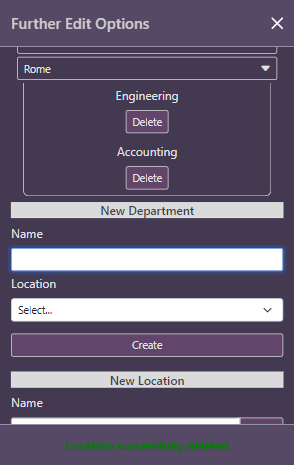 Further Edit Options
Rome
Engineering
Delete
Accounting
Delete
New Department
Name
Location
Select...
Create
New Location
Name
Location successfully deleted